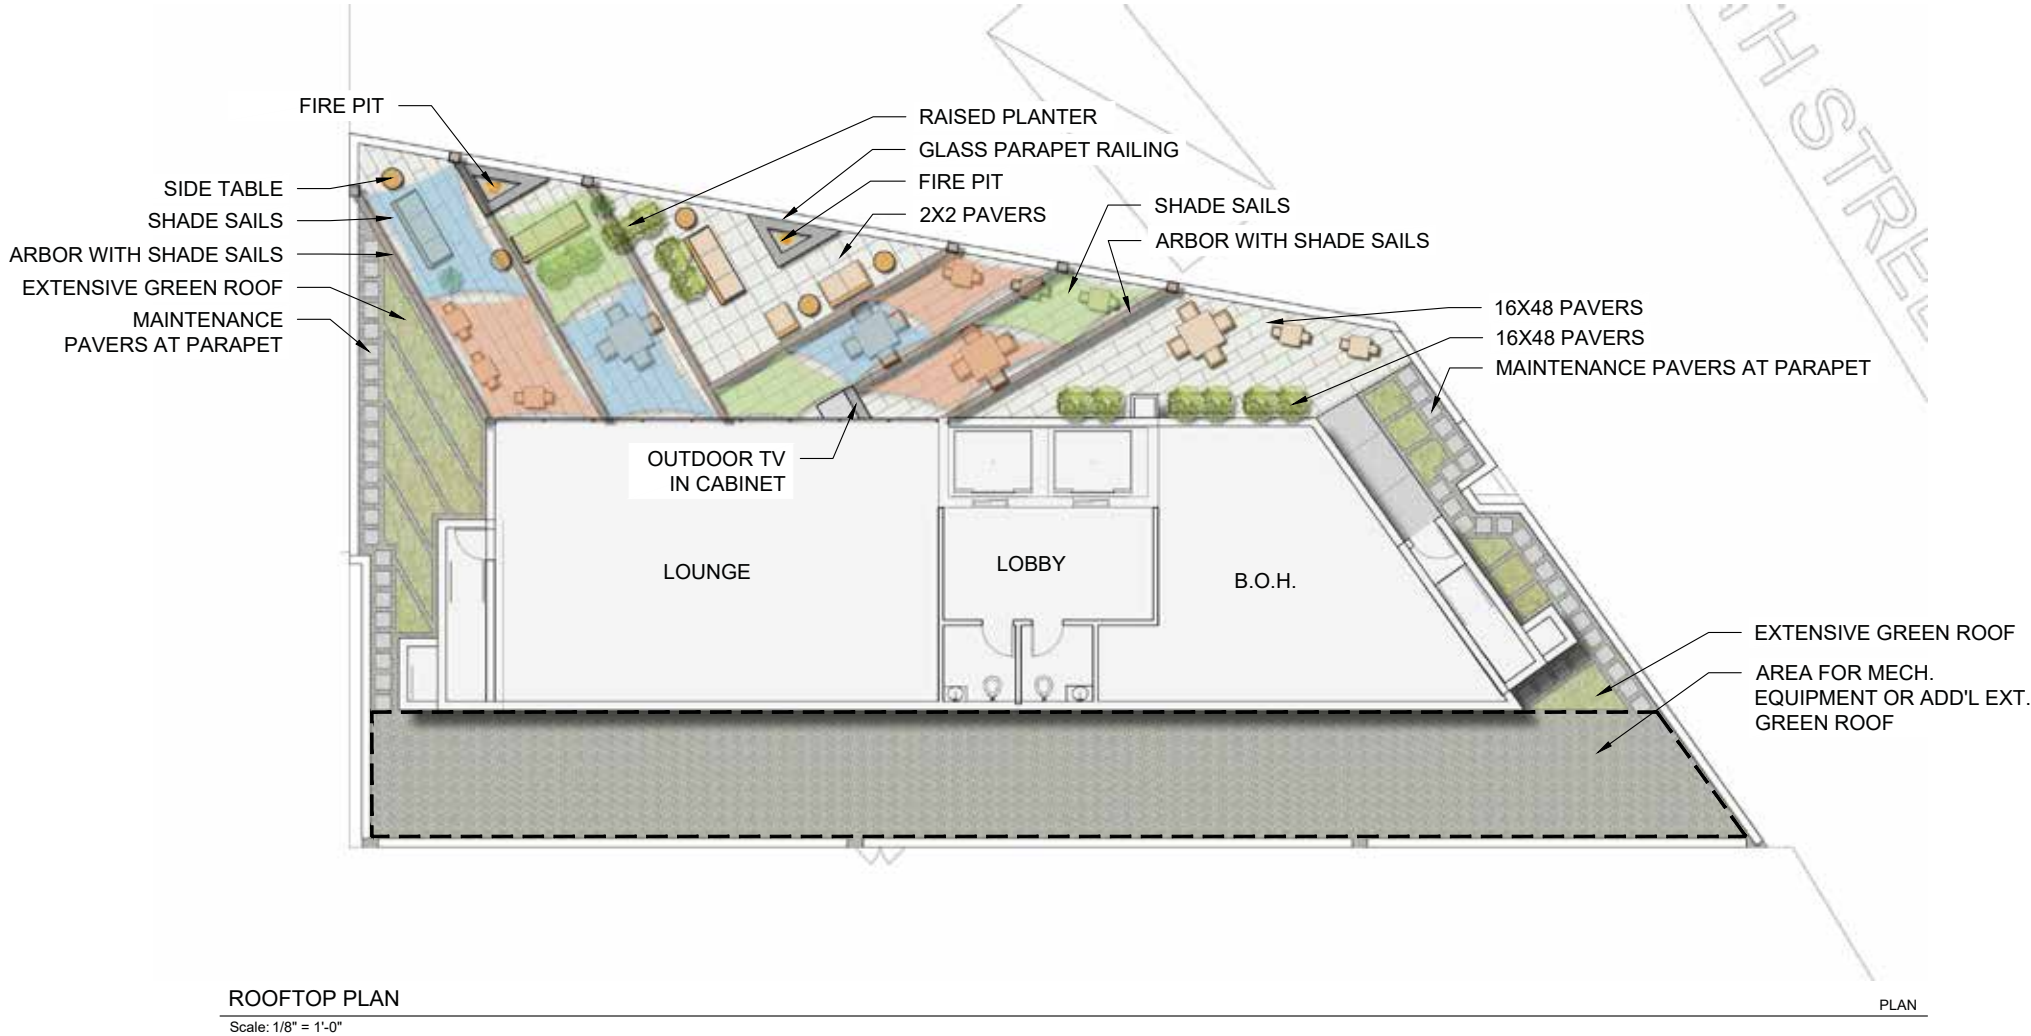 TH STREE
FIRE PIT
SIDE TABLE
SHADE SAILS
ARBOR WITH SHADE SAILS
EXTENSIVE GREEN ROOF
MAINTENANCE
PAVERS AT PARAPET
RAISED PLANTER
GLASS PARAPET RAILING
FIRE PIT
2X2 PAVERS
SHADE SAILS
ARBOR WITH SHADE SAILS
16X48 PAVERS
16X48 PAVERS
MAINTENANCE PAVERS AT PARAPET
OUTDOOR TV
IN CABINET
LOUNGE
LOBBY
B.O.H.
EXTENSIVE GREEN ROOF
AREA FOR MECH.
EQUIPMENT OR ADD'L EXT.
GREEN ROOF
ROOFTOP PLAN
PLAN
Scale: 1/8" = 1'-0"